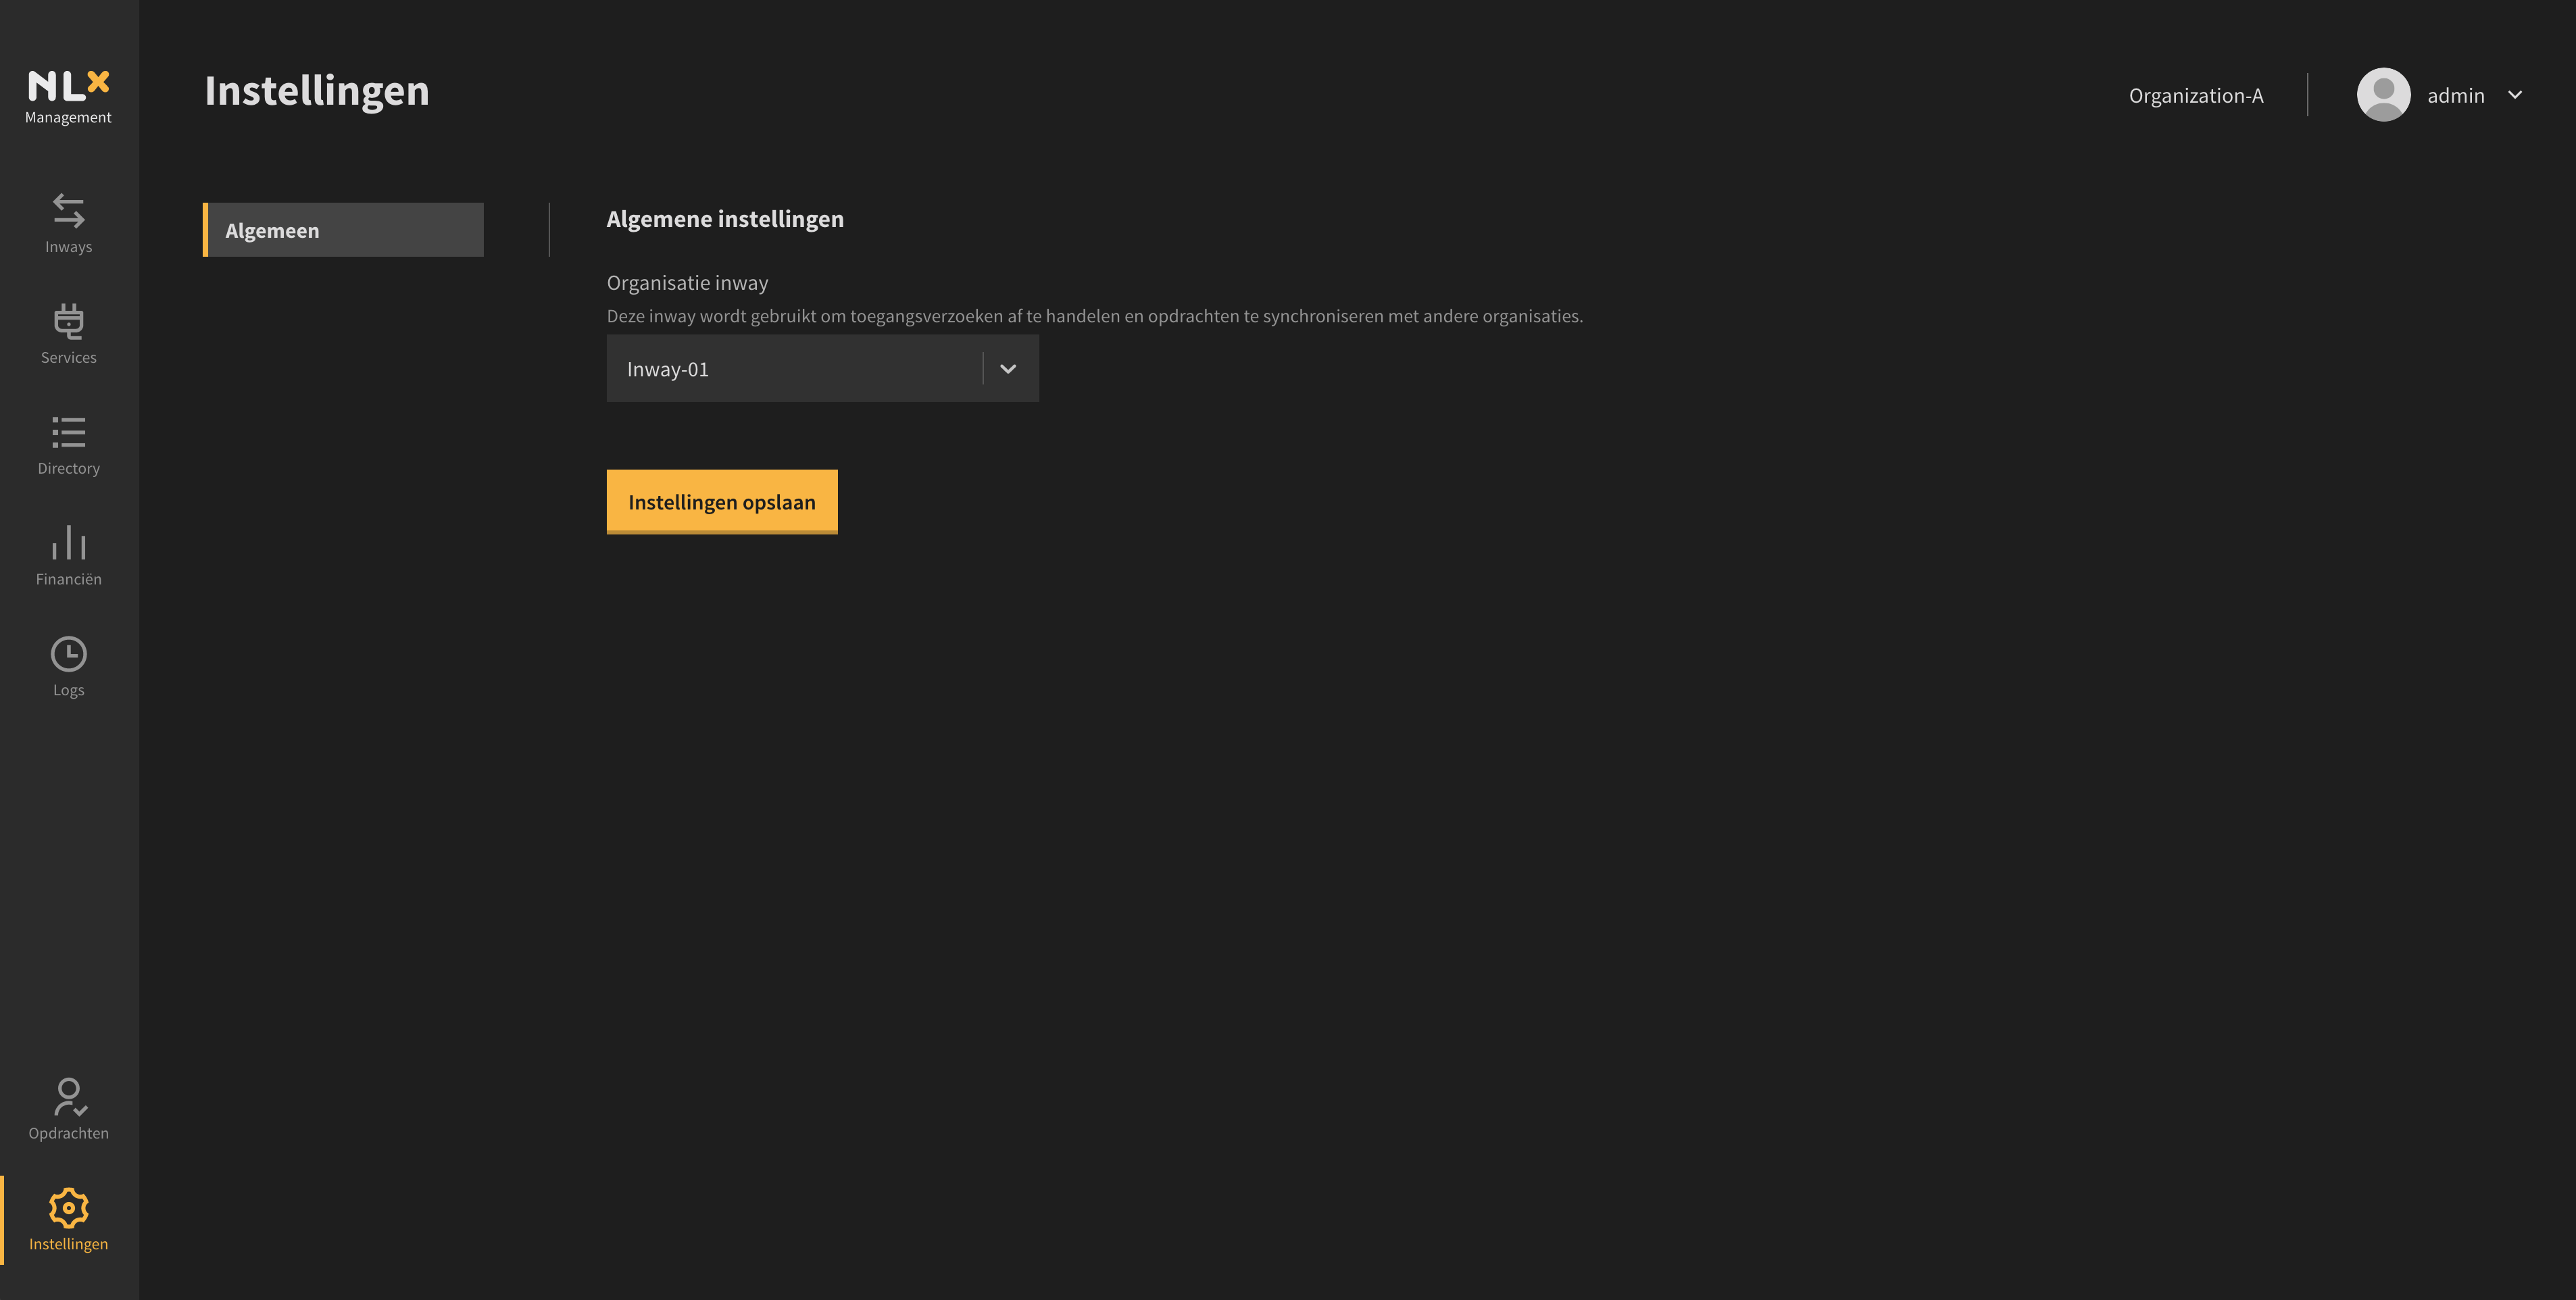 NLX
Management
Inways
Services
Directory
Financiën
Logs
Opdrachten
Instellingen
Instellingen
Organization-A
admin
Algemeen
Algemene instellingen
Organisatie inway
Deze inway wordt gebruikt om toegangsverzoeken af te handelen en opdrachten te synchroniseren met andere organisaties.
Inway-01
Instellingen opslaan